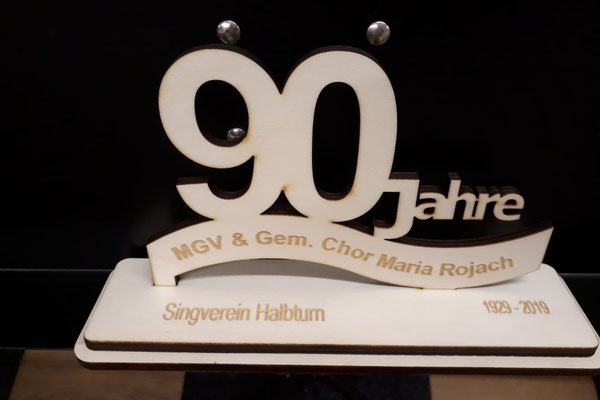 90 Jahre
MGV & Gem. Chor Maria Rojach
Singverein Halbturn
1929 - 2019